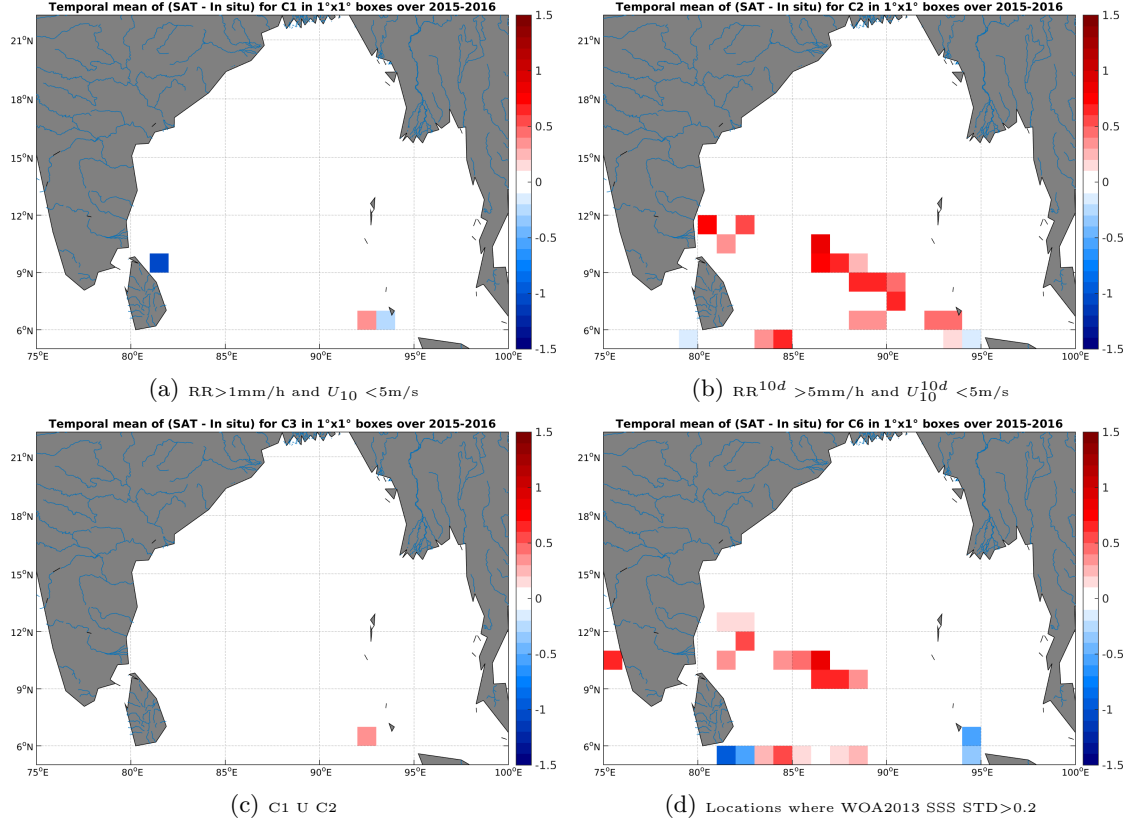 Temporal mean of (SAT - In situ) for C1 in 1°x1° boxes over 2015-2016
21°N
18°N
15°N
12°N
9°N
6°N
75°E 80°E 85°E 90°E 95°E 100°E
1.5
1
0.5
0
-0.5
-1
-1.5
(a) RR>1mm/h and U₁₀ <5m/s
Temporal mean of (SAT - In situ) for C2 in 1°x1° boxes over 2015-2016
21°N
18°N
15°N
12°N
9°N
6°N
75°E 80°E 85°E 90°E 95°E 100°E
1.5
1
0.5
0
-0.5
-1
-1.5
(b) RR¹⁰ᵈ >5mm/h and U₁₀¹⁰ᵈ <5m/s
Temporal mean of (SAT - In situ) for C3 in 1°x1° boxes over 2015-2016
21°N
18°N
15°N
12°N
9°N
6°N
75°E 80°E 85°E 90°E 95°E 100°E
1.5
1
0.5
0
-0.5
-1
-1.5
(c) C1 U C2
Temporal mean of (SAT - In situ) for C6 in 1°x1° boxes over 2015-2016
21°N
18°N
15°N
12°N
9°N
6°N
75°E 80°E 85°E 90°E 95°E 100°E
1.5
1
0.5
0
-0.5
-1
-1.5
(d) Locations where WOA2013 SSS STD>0.2